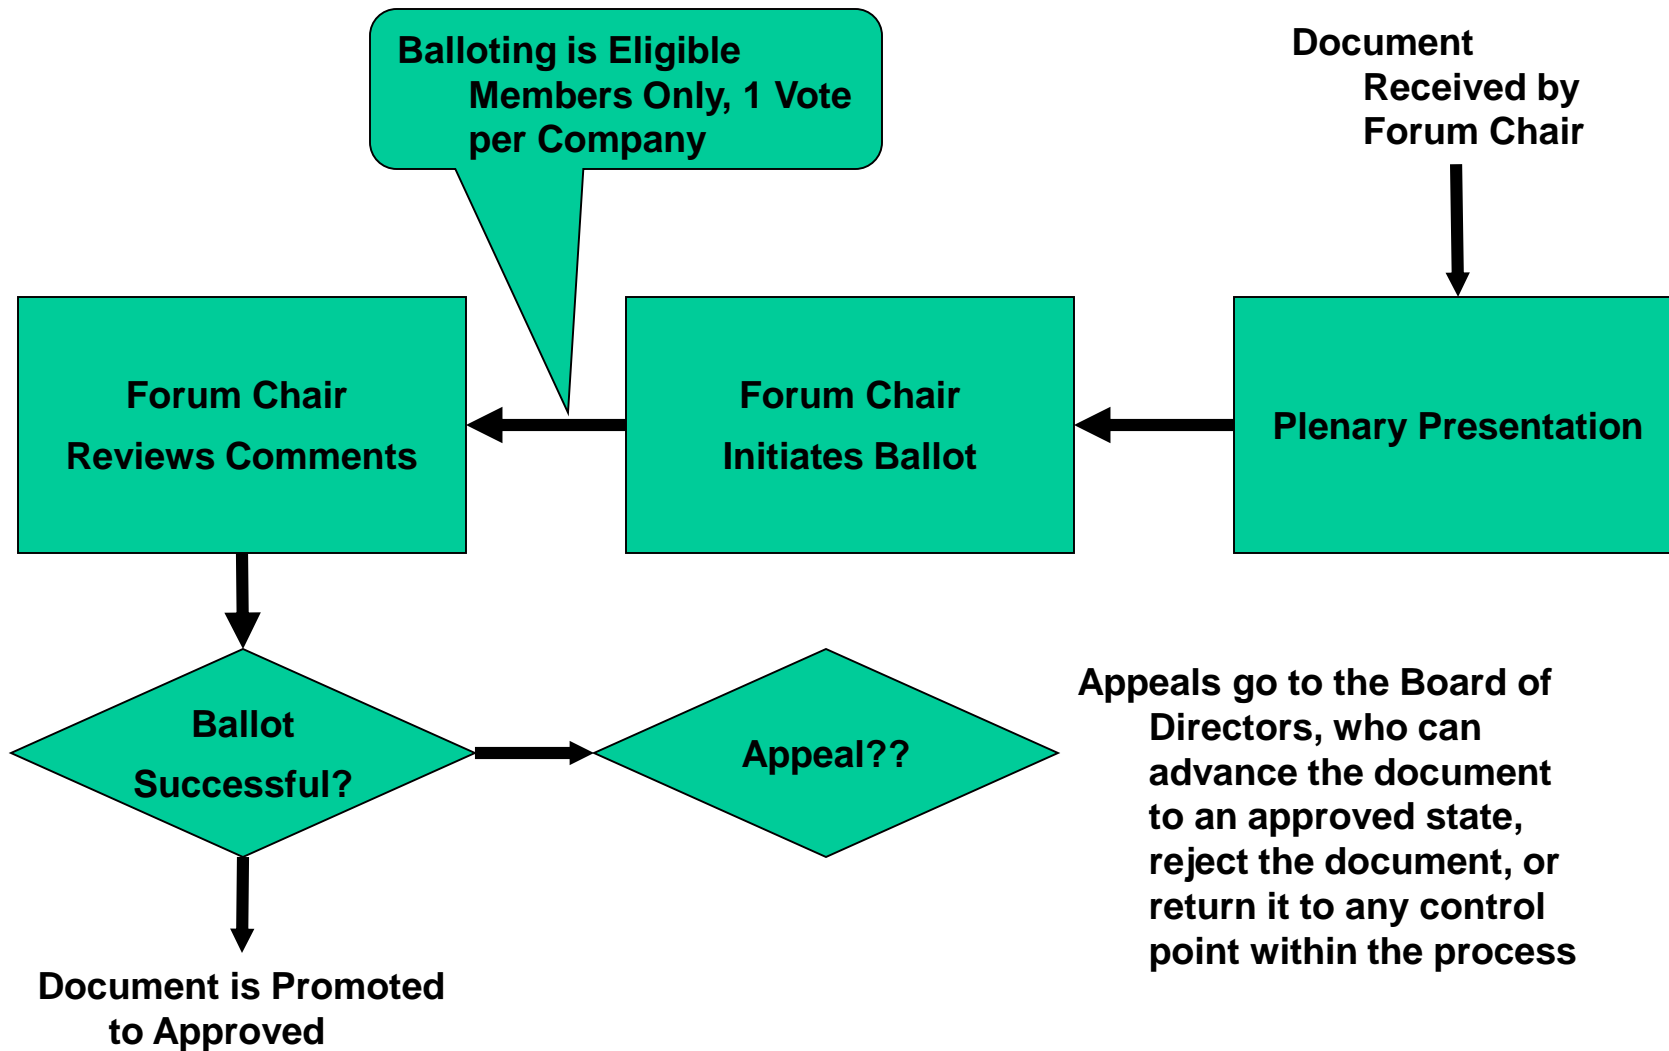 Balloting is Eligible
Members Only, 1 Vote
per Company
Document
Received by
Forum Chair
Forum Chair
Reviews Comments
Forum Chair
Initiates Ballot
Plenary Presentation
Ballot
Successful?
Appeal??
Appeals go to the Board of
Directors, who can
advance the document
to an approved state,
reject the document, or
return it to any control
point within the process
Document is Promoted
to Approved